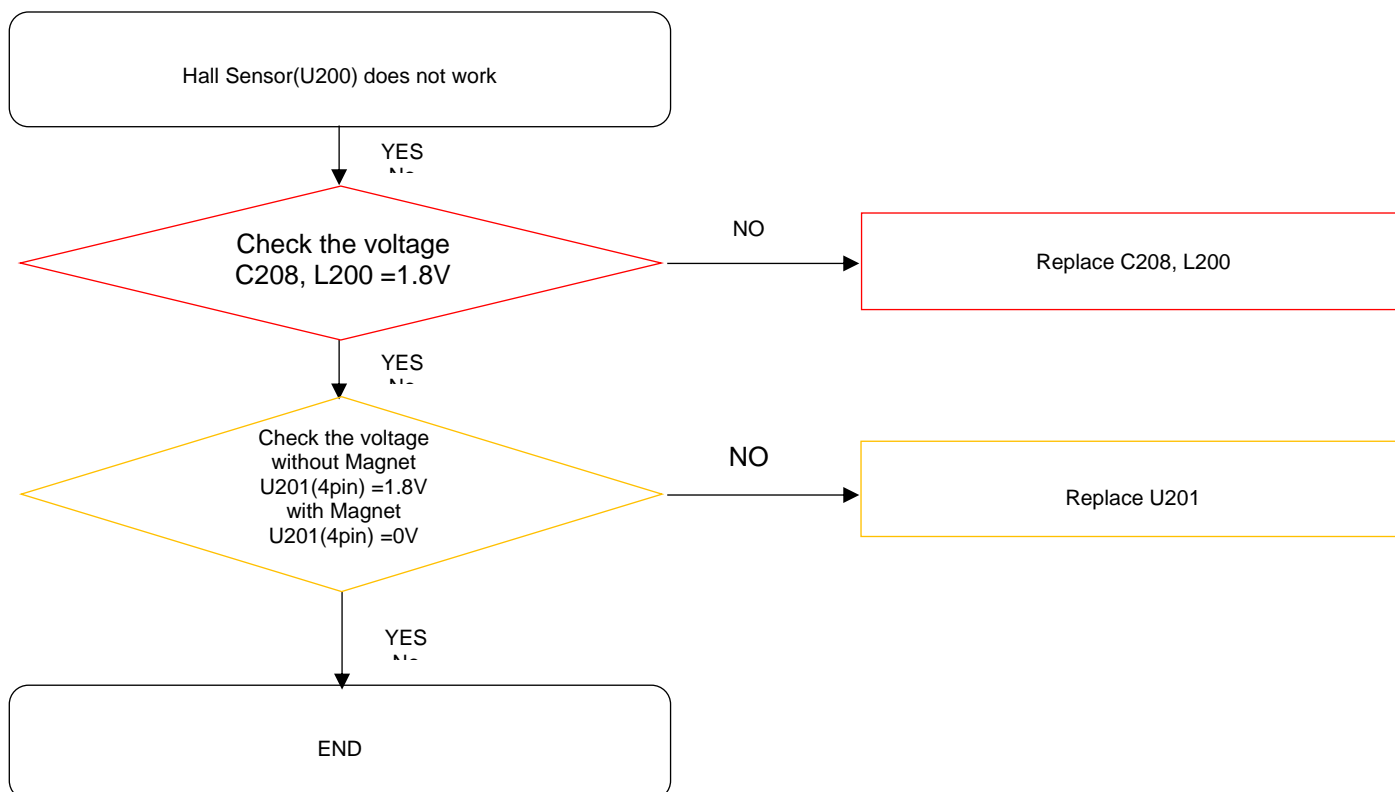 Hall Sensor(U200) does not work
YES
Check the voltage
C208, L200 =1.8V
NO
Replace C208, L200
YES
Check the voltage
without Magnet
U201(4pin) =1.8V
with Magnet
U201(4pin) =0V
NO
Replace U201
YES
END